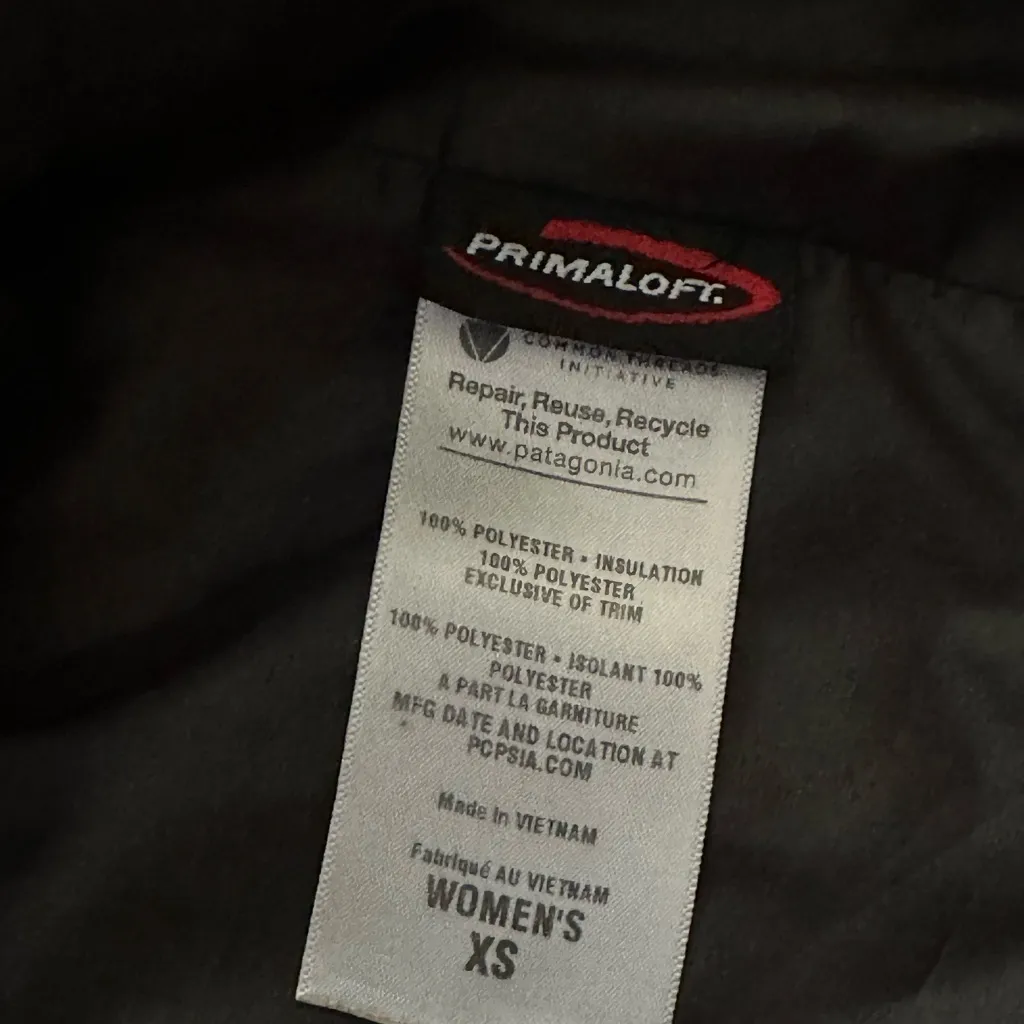 PRIMALOFT.
COMMON THREADS
INITIATIVE
Repair, Reuse, Recycle
This Product
www.patagonia.com
100% POLYESTER • INSULATION
100% POLYESTER
EXCLUSIVE OF TRIM
100% POLYESTER • ISOLANT 100%
POLYESTER
A PART LA GARNITURE
MFG DATE AND LOCATION AT
PCPSIA.COM
Made in VIETNAM
Fabriqué AU VIETNAM
WOMEN'S
XS